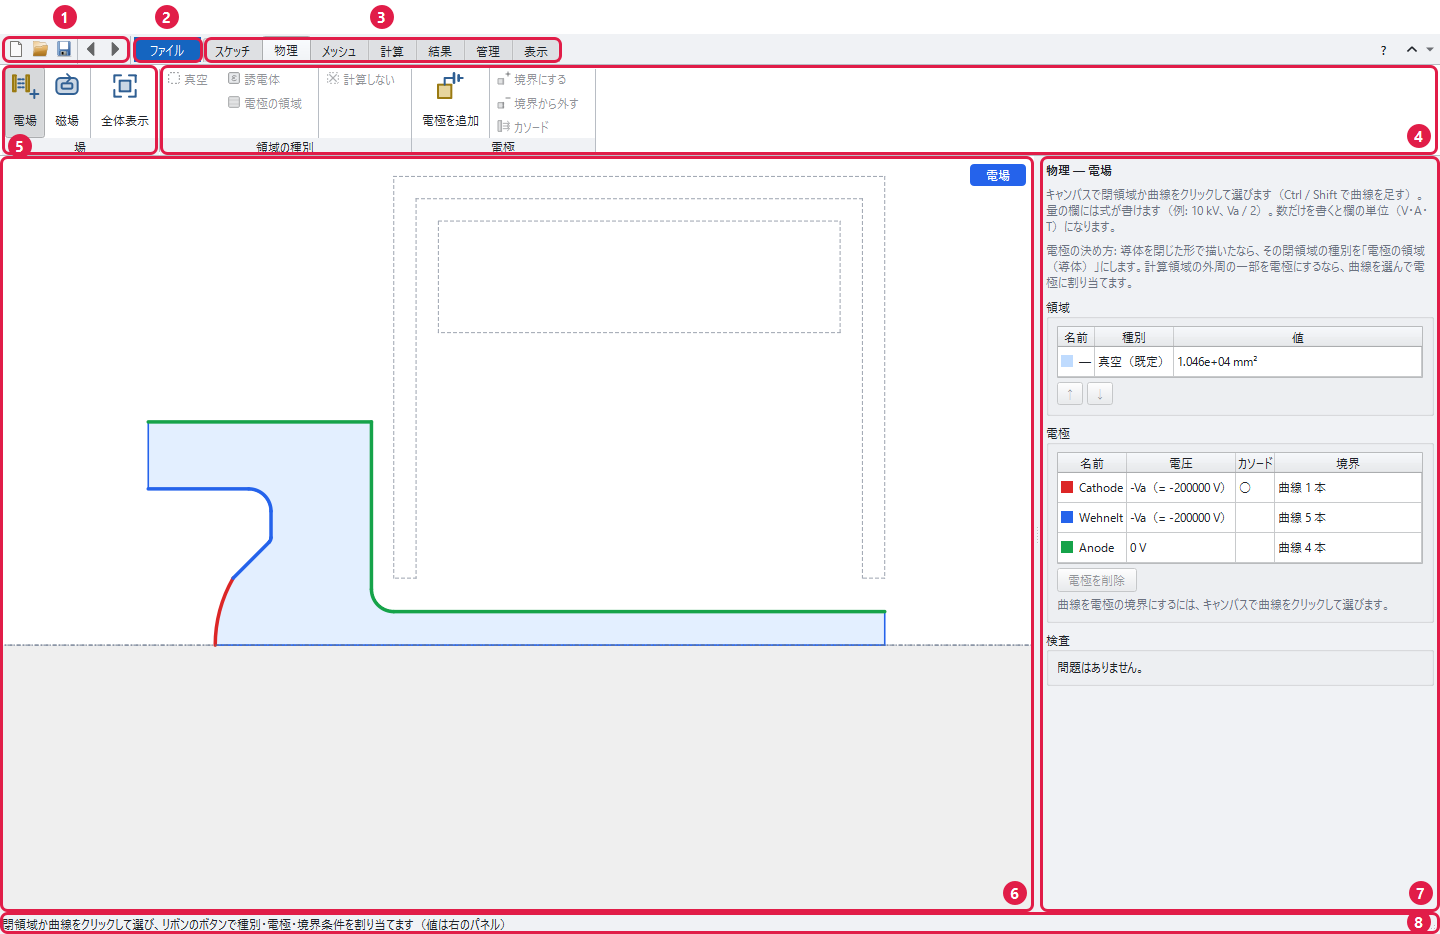 1
2
3
ファイル
スケッチ
物理
メッシュ
計算
結果
管理
表示
?
電場
磁場
全体表示
場
5
真空
誘電体
電極の領域
計算しない
領域の種別
電極を追加
境界にする
境界から外す
カソード
電極
4
電場
6
物理 — 電場
キャンバスで閉領域か曲線をクリックして選びます（Ctrl / Shift で曲線を足す）。
量の欄には式が書けます（例: 10 kV、Va / 2）。数だけを書くと欄の単位（V・A・
T）になります。
電極の決め方: 導体を閉じた形で描いたなら、その閉領域の種別を「電極の領域
（導体）」にします。計算領域の外周の一部を電極にするなら、曲線を選んで電
極に割り当てます。
領域
名前 種別 値
— 真空（既定） 1.046e+04 mm²
↑ ↓
電極
名前 電圧 カソード 境界
Cathode -Va（= -200000 V） ○ 曲線 1 本
Wehnelt -Va（= -200000 V） 曲線 5 本
Anode 0 V 曲線 4 本
電極を削除
曲線を電極の境界にするには、キャンバスで曲線をクリックして選びます。
検査
問題はありません。
7
閉領域か曲線をクリックして選び、リボンのボタンで種別・電極・境界条件を割り当てます（値は右のパネル）
8